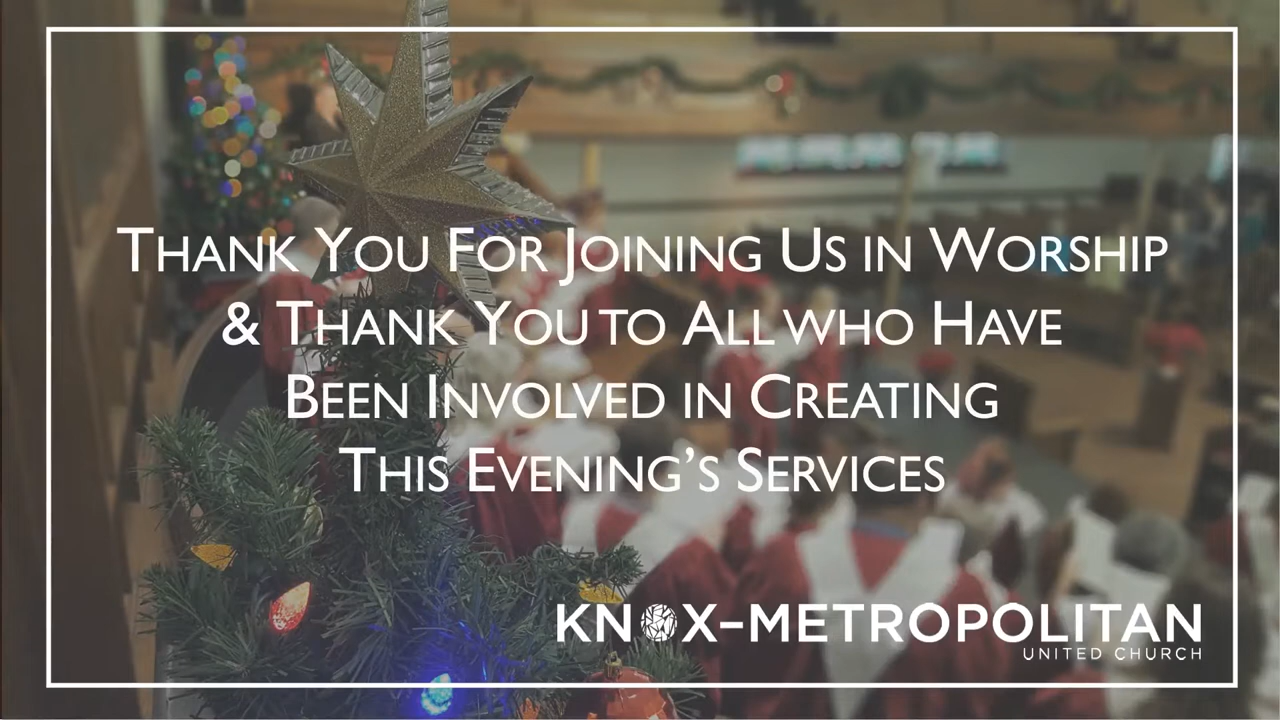 Thank You For Joining Us in Worship
& Thank You to All who Have
Been Involved in Creating
This Evening’s Services
KNOX–METROPOLITAN
UNITED CHURCH